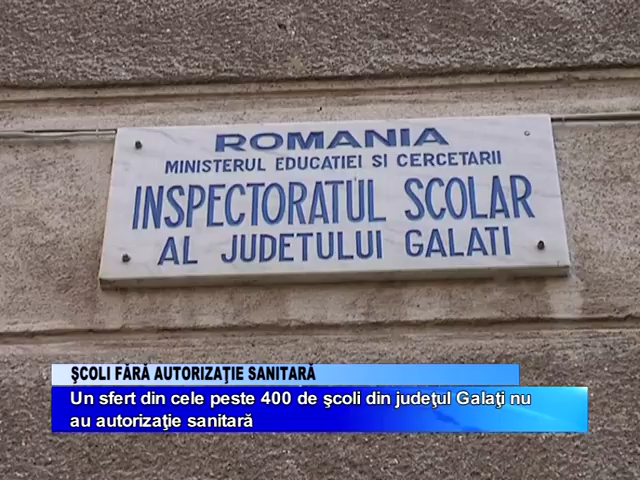 ROMANIA
MINISTERUL EDUCATIEI SI CERCETARII
INSPECTORATUL SCOLAR
AL JUDETULUI GALATI
ŞCOLI FĂRĂ AUTORIZAŢIE SANITARĂ
Un sfert din cele peste 400 de şcoli din judeţul Galaţi nu
au autorizaţie sanitară